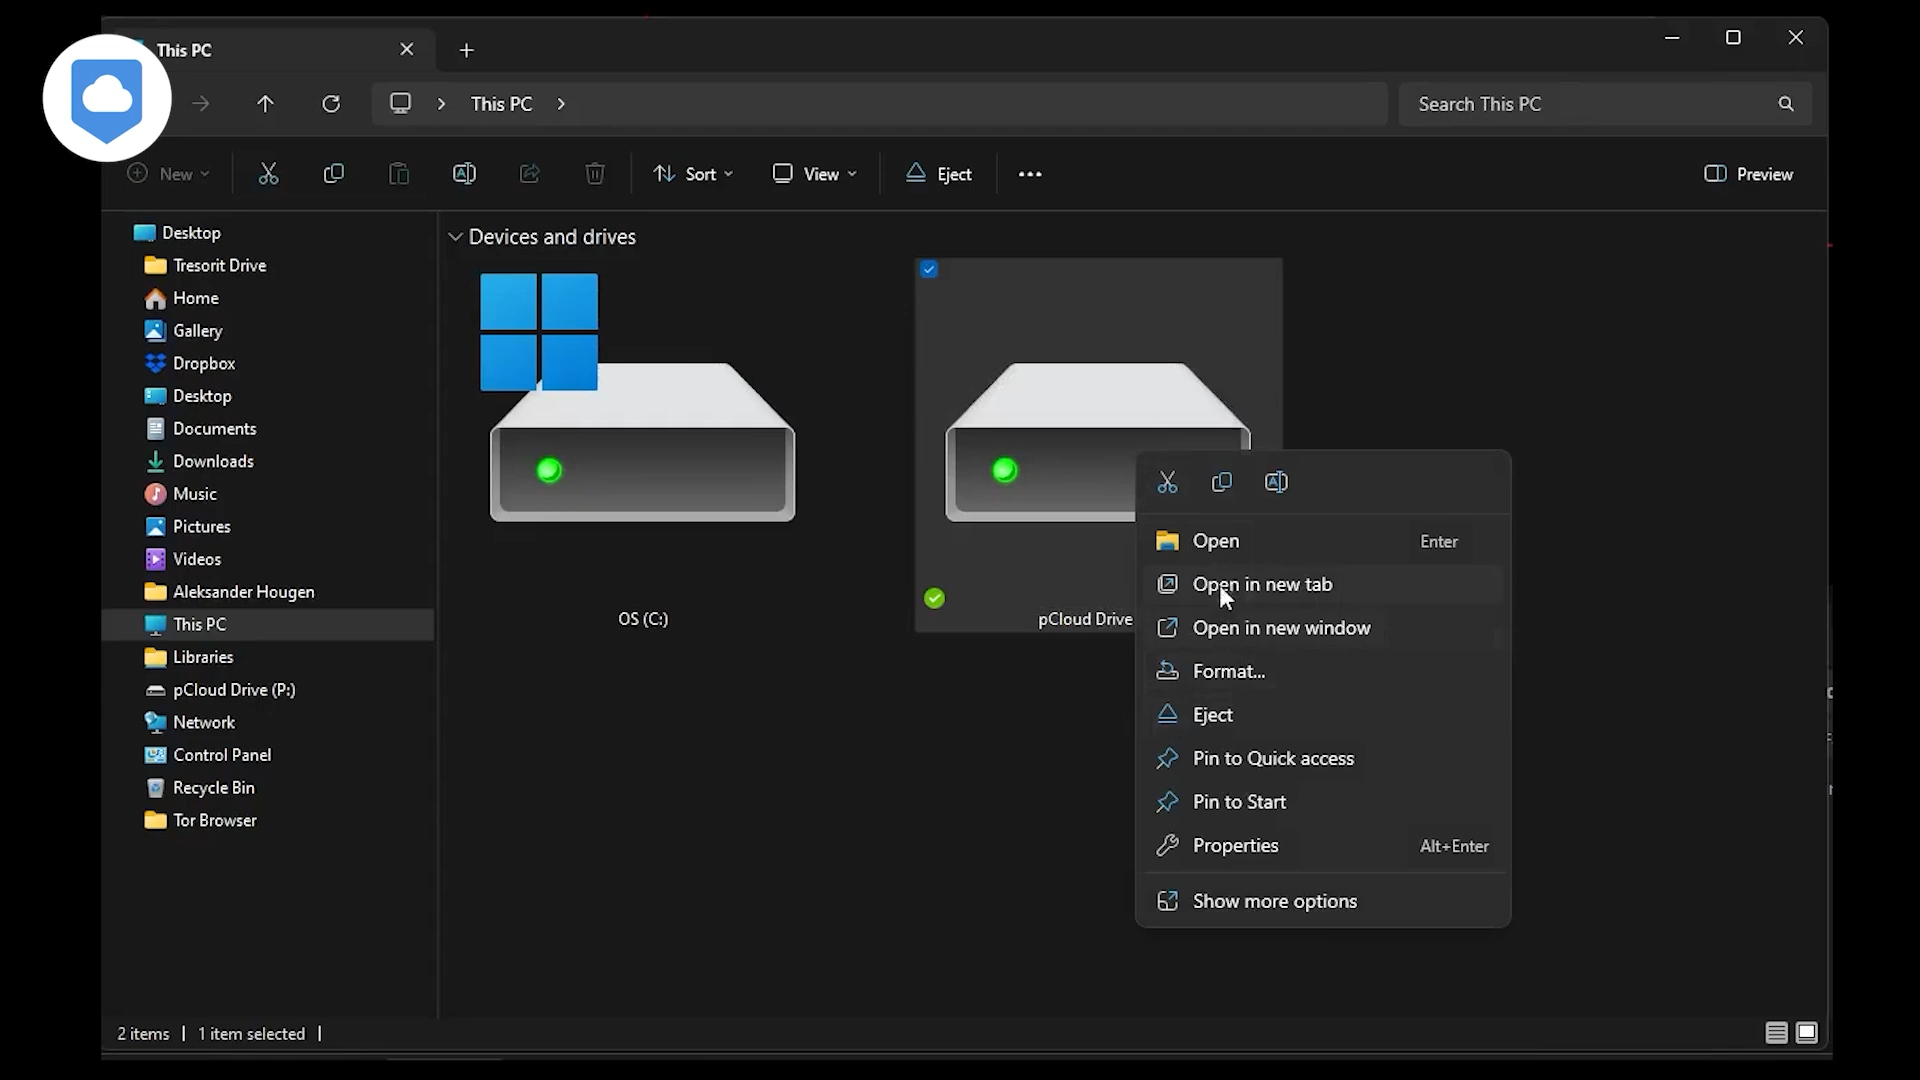 This PC
This PC
Search This PC
New
Sort
View
Eject
Preview
Desktop
Tresorit Drive
Home
Gallery
Dropbox
Desktop
Documents
Downloads
Music
Pictures
Videos
Aleksander Hougen
This PC
Libraries
pCloud Drive (P:)
Network
Control Panel
Recycle Bin
Tor Browser
Devices and drives
OS (C:)
pCloud Drive
Open Enter
Open in new tab
Open in new window
Format...
Eject
Pin to Quick access
Pin to Start
Properties Alt+Enter
Show more options
2 items | 1 item selected |